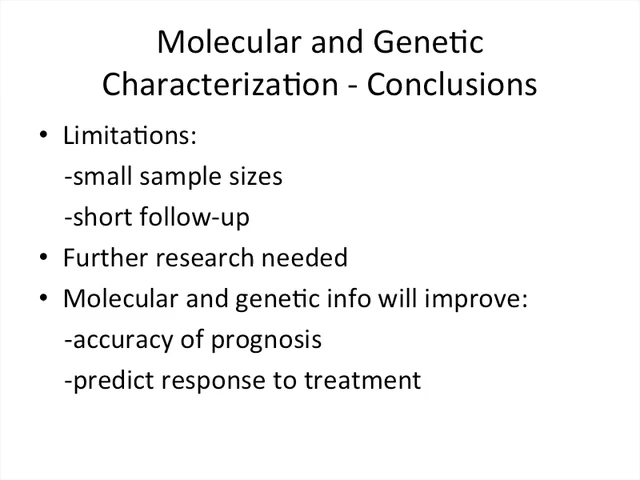 Molecular and Genetic
Characterization - Conclusions
• Limitations:
-small sample sizes
-short follow-up
• Further research needed
• Molecular and genetic info will improve:
-accuracy of prognosis
-predict response to treatment